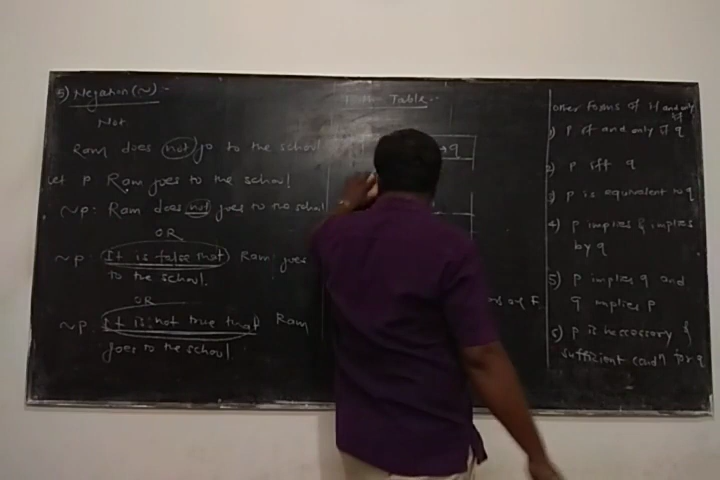 5) Negation (~) :-
Not
Ram does not go to the school
Let P Ram goes to the school
~p: Ram does not goes to the school
OR
~p: It is false that Ram goes
to the school.
OR
~p: It is not true that Ram
goes to the school.
Table:-
q
F
other forms of If and only if
1) P if and only if q
2) P iff q
3) P is equivalent to q
4) P implies & implies
by q
5) P implies q and
q implies P
6) P is neccessory &
sufficient condn for q